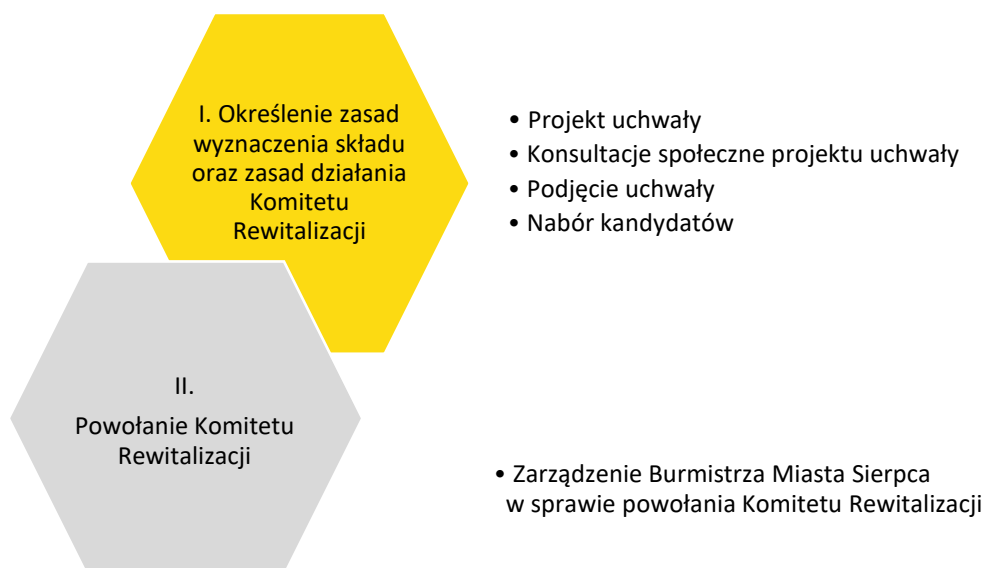 I. Określenie zasad
wyznaczenia składu
oraz zasad działania
Komitetu
Rewitalizacji
• Projekt uchwały
• Konsultacje społeczne projektu uchwały
• Podjęcie uchwały
• Nabór kandydatów
II.
Powołanie Komitetu
Rewitalizacji
• Zarządzenie Burmistrza Miasta Sierpca
w sprawie powołania Komitetu Rewitalizacji